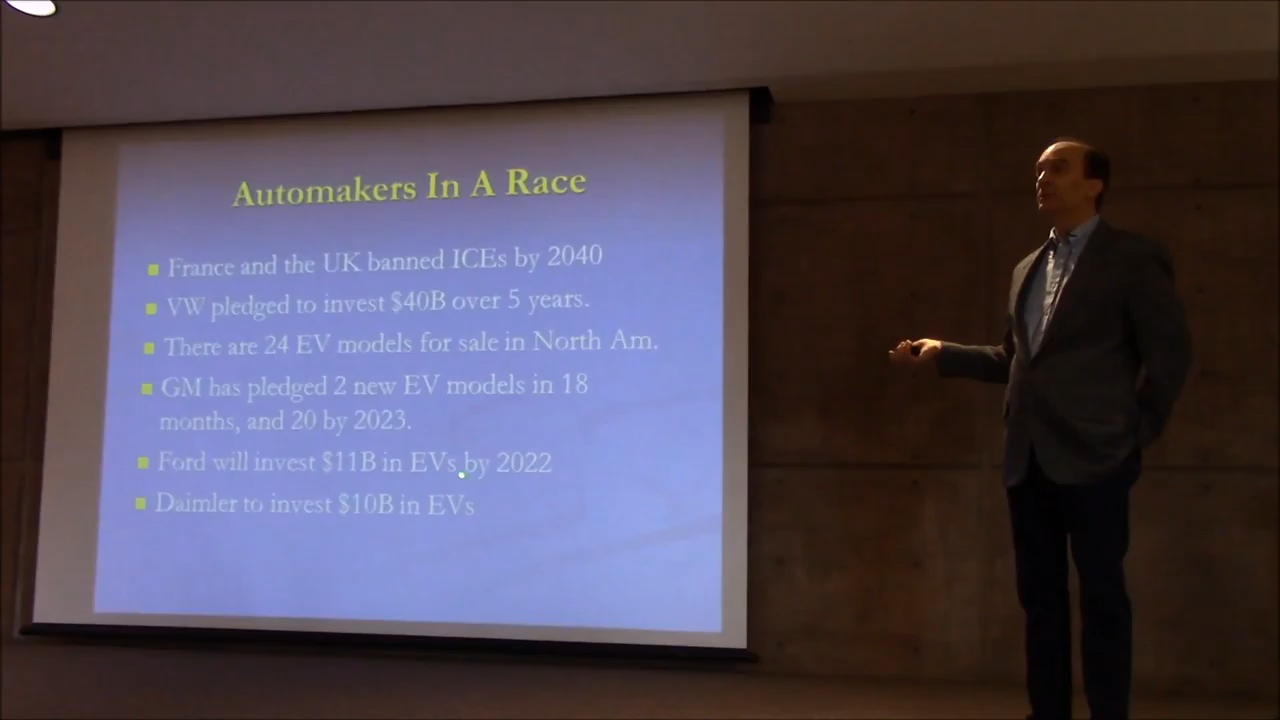 Automakers In A Race
France and the UK banned ICEs by 2040
VW pledged to invest $40B over 5 years.
There are 24 EV models for sale in North Am.
GM has pledged 2 new EV models in 18
months, and 20 by 2023.
Ford will invest $11B in EVs by 2022
Daimler to invest $10B in EVs